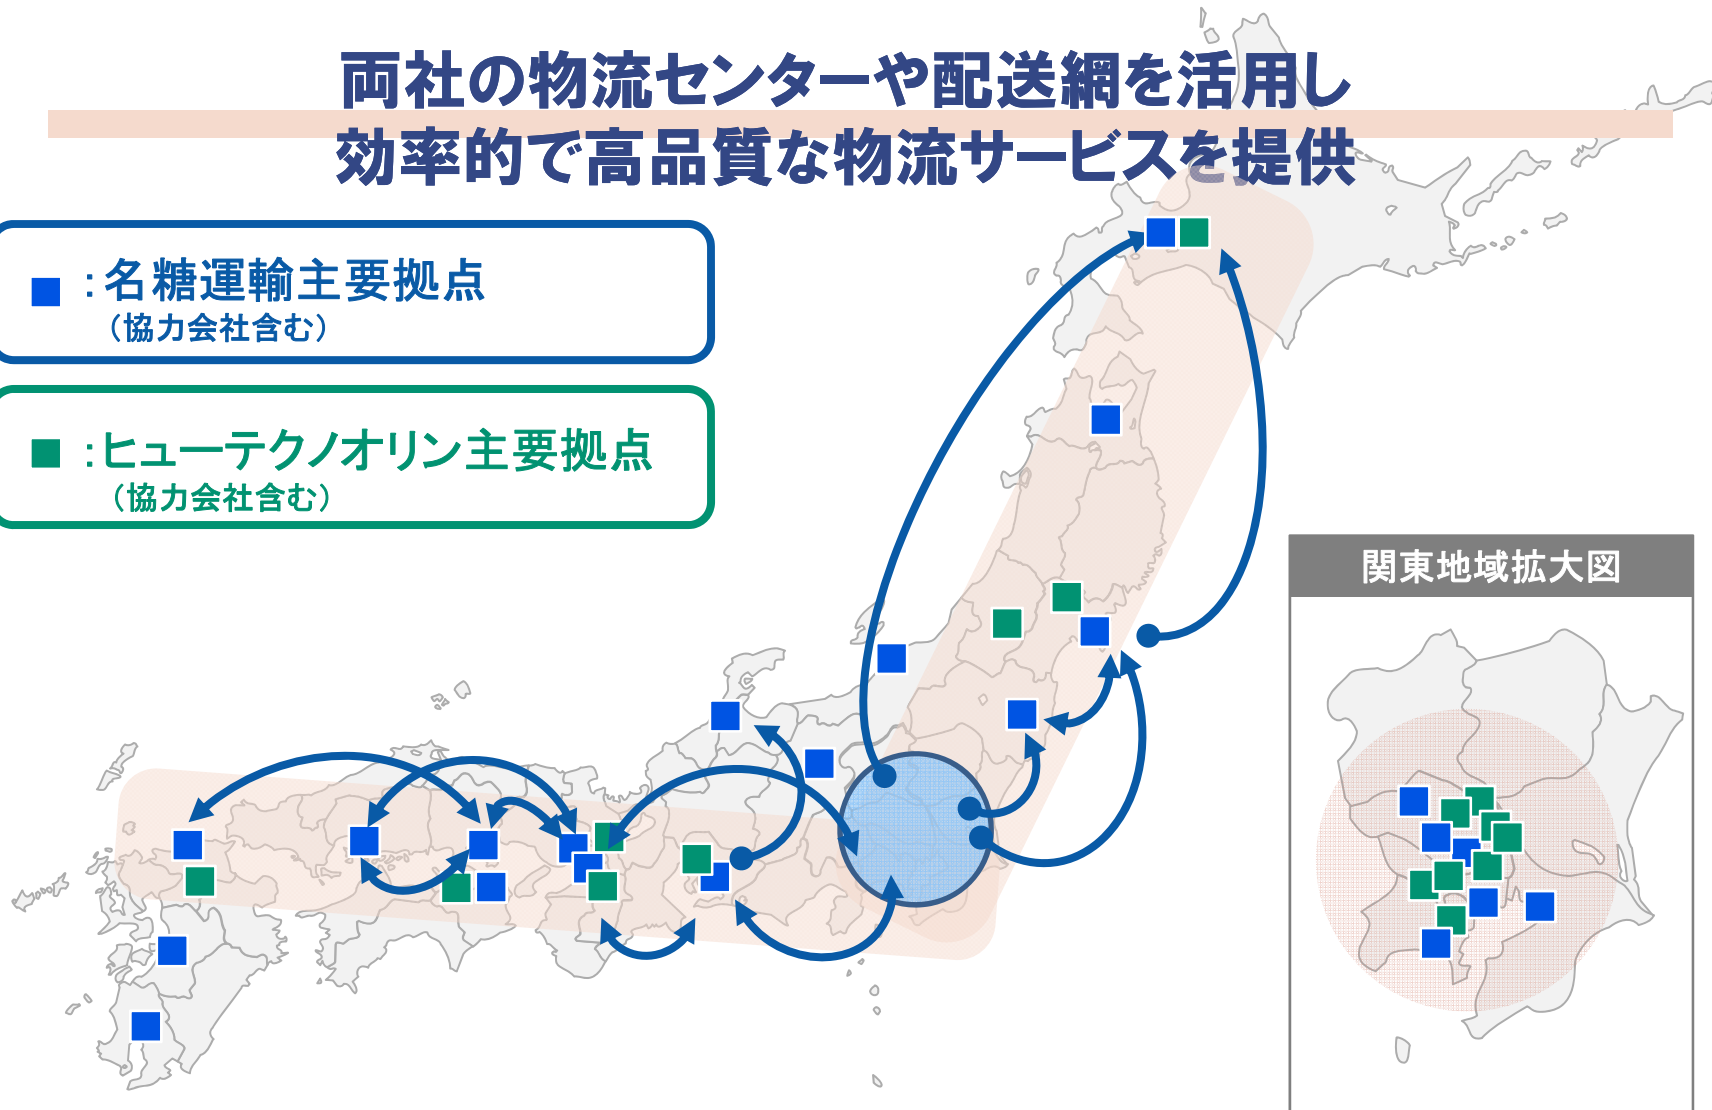 両社の物流センターや配送網を活用し
効率的で高品質な物流サービスを提供
：名糖運輸主要拠点
（協力会社含む）
：ヒューテクノオリン主要拠点
（協力会社含む）
関東地域拡大図